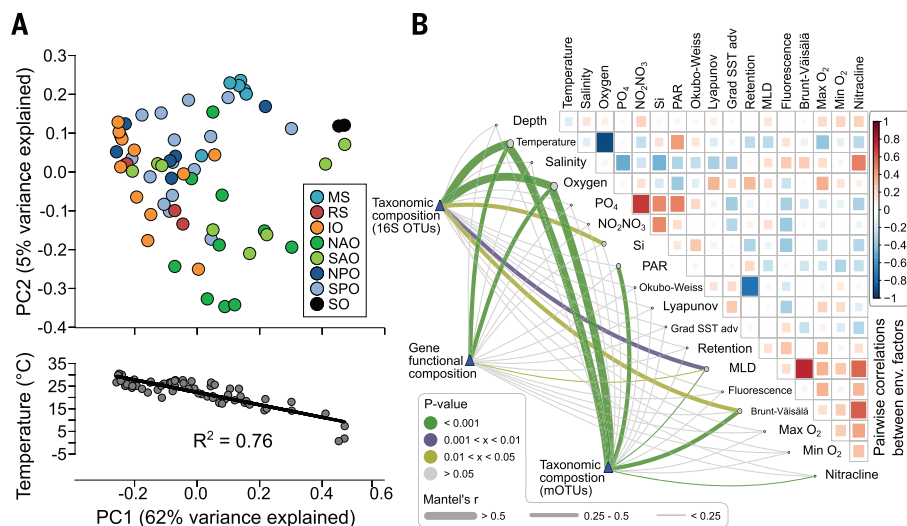 A
PC2 (5% variance explained)
0.3
0.2
0.1
0.0
-0.1
-0.2
-0.3
-0.4
MS
RS
IO
NAO
SAO
NPO
SPO
SO
Temperature (°C)
35
25
15
5
-5
R² = 0.76
-0.2
0.0
0.2
0.4
0.6
PC1 (62% variance explained)
B
Temperature
Salinity
Oxygen
PO₄
NO₂NO₃
Si
PAR
Okubo-Weiss
Lyapunov
Grad SST adv
Retention
MLD
Fluorescence
Brunt-Väisälä
Max O₂
Min O₂
Nitracline
Depth
Temperature
Salinity
Oxygen
PO₄
NO₂NO₃
Si
PAR
Okubo-Weiss
Lyapunov
Grad SST adv
Retention
MLD
Fluorescence
Brunt-Väisälä
Max O₂
Min O₂
Nitracline
Taxonomic
composition
(16S OTUs)
Gene
functional
composition
Taxonomic
compostion
(mOTUs)
P-value
< 0.001
0.001 < x < 0.01
0.01 < x < 0.05
> 0.05
Mantel's r
> 0.5
0.25 - 0.5
< 0.25
1
0.8
0.6
0.4
0.2
0
-0.2
-0.4
-0.6
-0.8
-1
Pairwise correlations
between env. factors